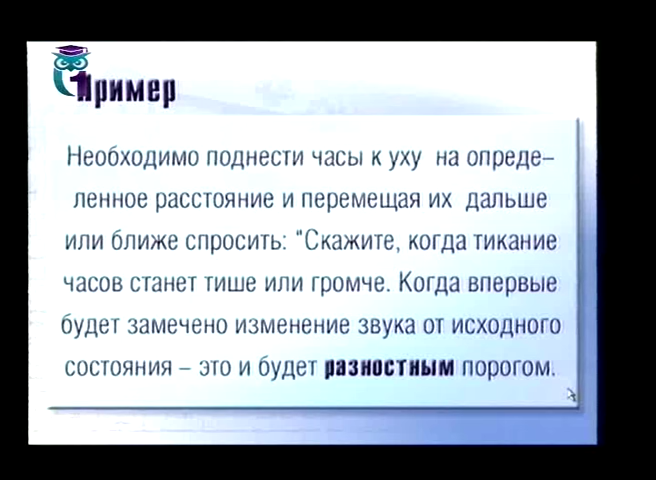 Пример
Необходимо поднести часы к уху на опреде–
ленное расстояние и перемещая их дальше
или ближе спросить: "Скажите, когда тикание
часов станет тише или громче. Когда впервые
будет замечено изменение звука от исходного
состояния – это и будет разностным порогом.